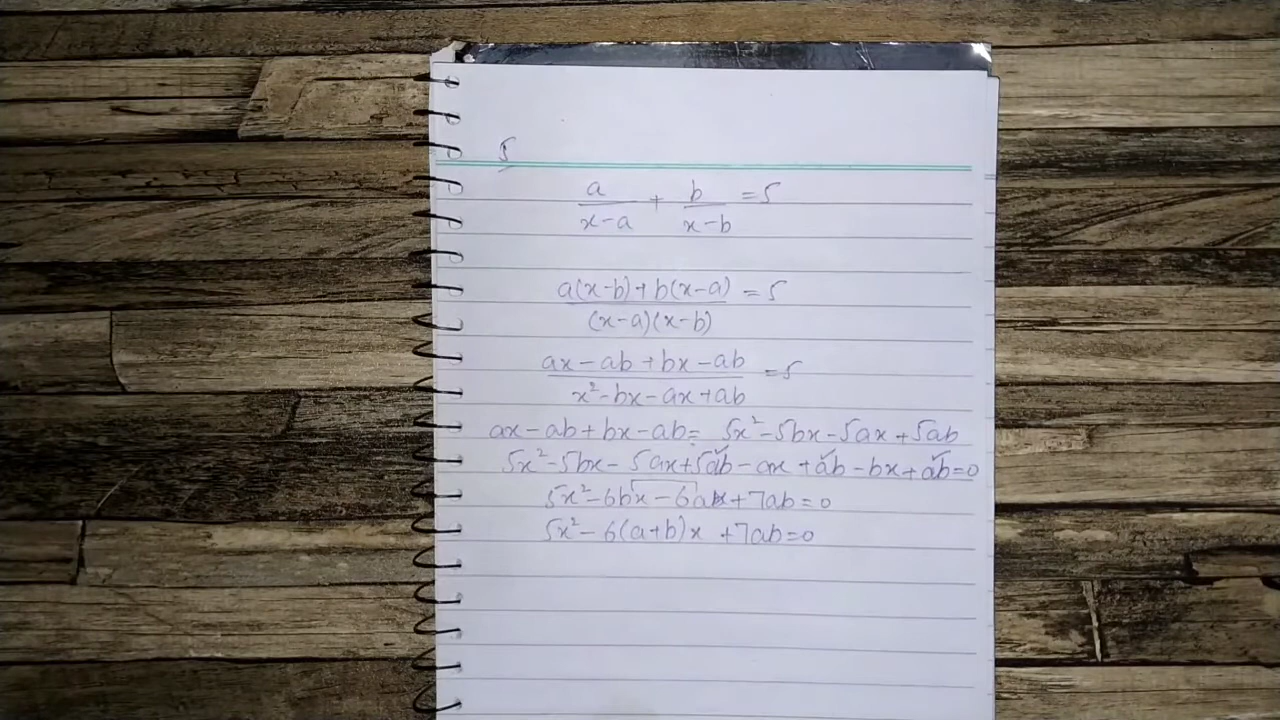 5
a/(x-a) + b/(x-b) = 5
(a(x-b)+b(x-a))/((x-a)(x-b)) = 5
(ax-ab+bx-ab)/(x²-bx-ax+ab) = 5
ax-ab+bx-ab = 5x²-5bx-5ax+5ab
5x²-5bx-5ax+5ab-ax+ab-bx+ab=0
5x²-6bx-6ax+7ab=0
5x²-6(a+b)x+7ab=0